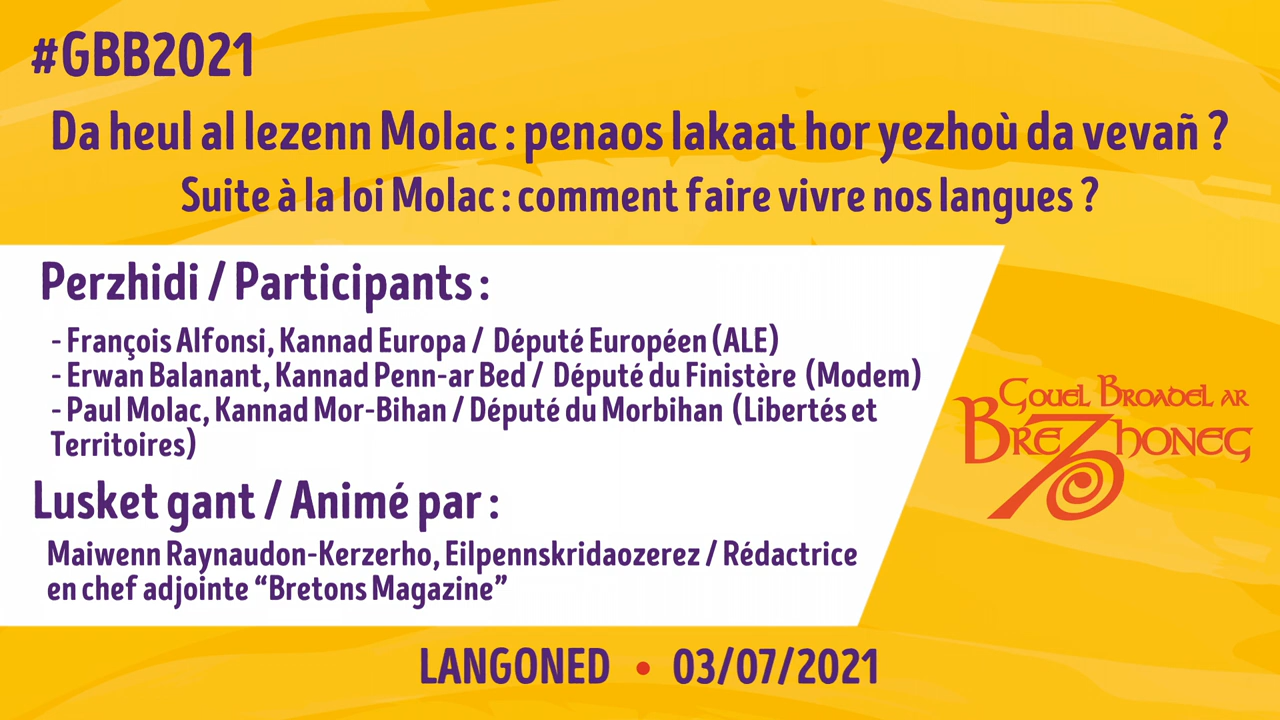 #GBB2021
Da heul al lezenn Molac : penaos lakaat hor yezhoù da vevañ ?
Suite à la loi Molac : comment faire vivre nos langues ?
Perzhidi / Participants :
- François Alfonsi, Kannad Europa / Député Européen (ALE)
- Erwan Balanant, Kannad Penn-ar Bed / Député du Finistère (Modem)
- Paul Molac, Kannad Mor-Bihan / Député du Morbihan (Libertés et
Territoires)
Lusket gant / Animé par :
Maiwenn Raynaudon-Kerzerho, Eilpennskridaozerez / Rédactrice
en chef adjointe “Bretons Magazine”
Gouel Broadel ar
Brezhoneg
LANGONED • 03/07/2021